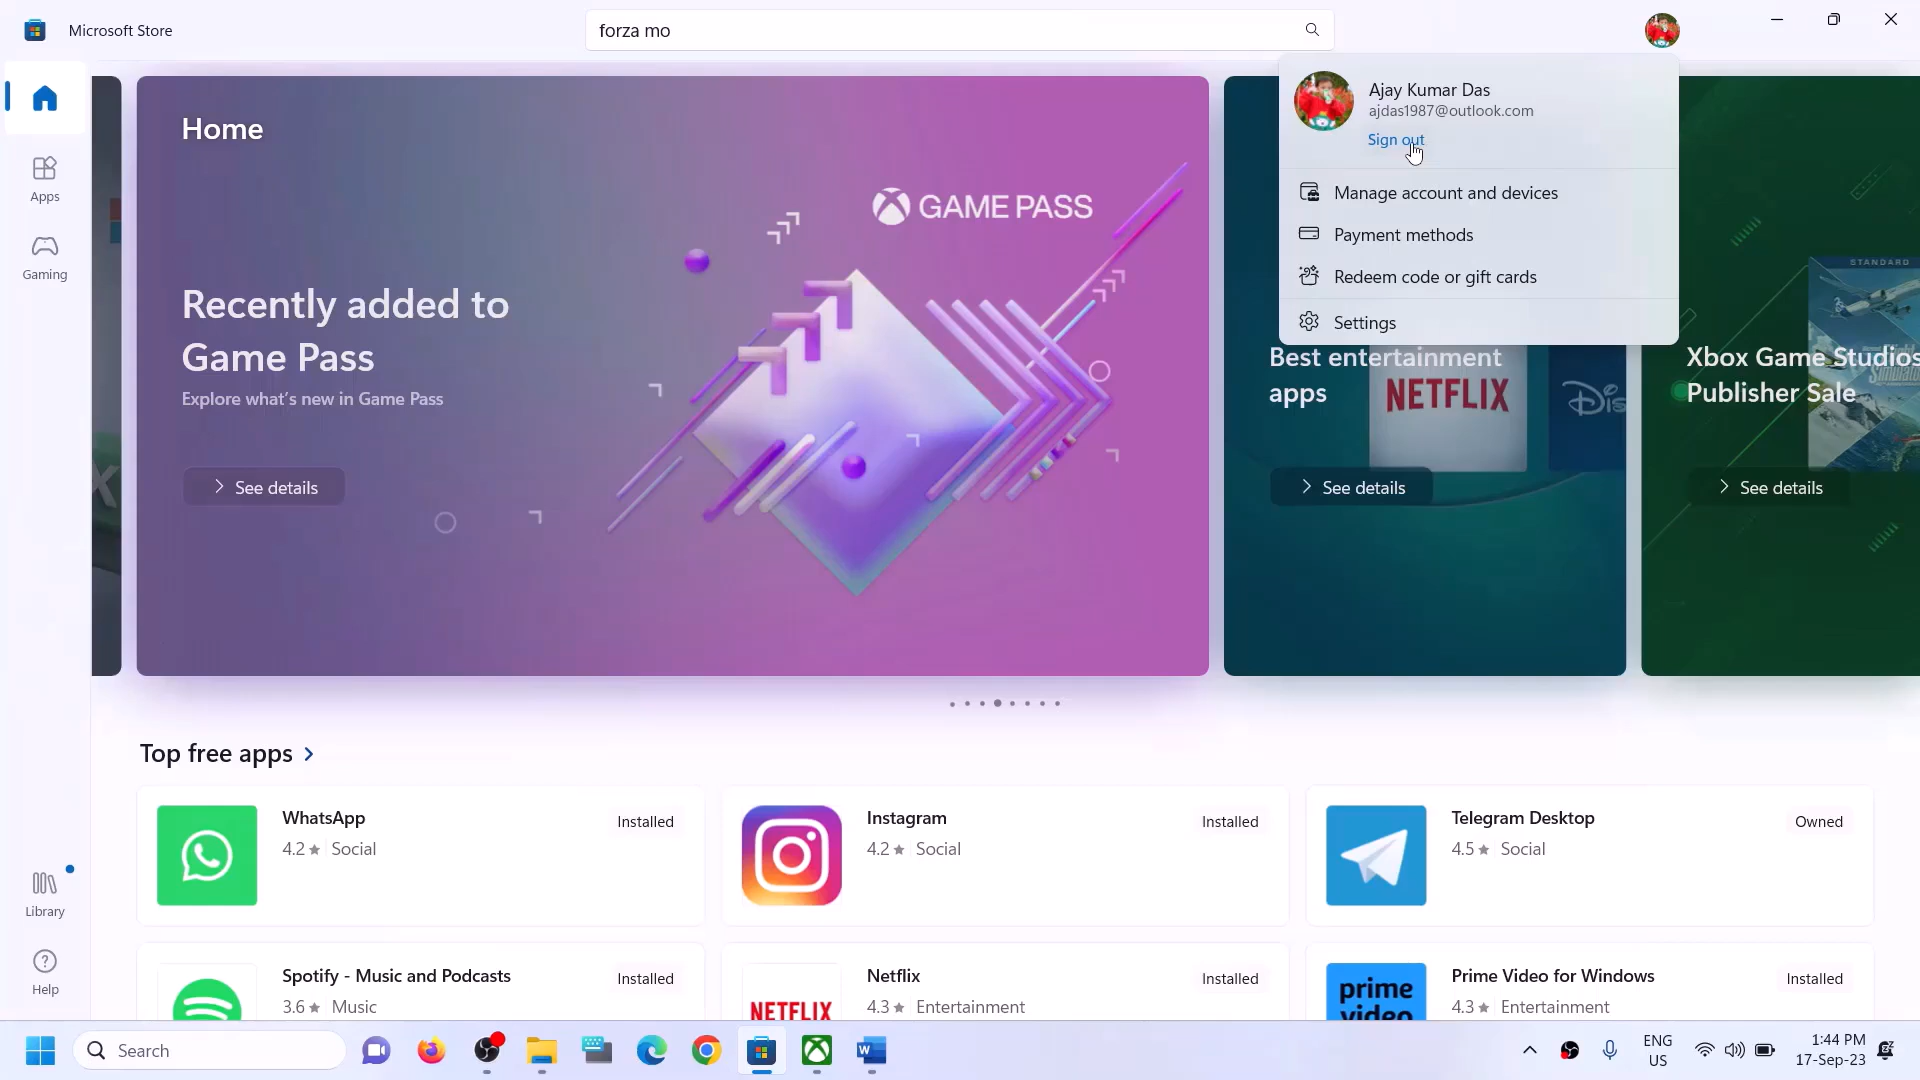 Microsoft Store
forza mo
Ajay Kumar Das
ajdas1987@outlook.com
Sign out
Manage account and devices
Payment methods
Redeem code or gift cards
Settings
Home
Apps
Gaming
Library
Help
GAME PASS
Recently added to
Game Pass
Explore what's new in Game Pass
See details
Best entertainment
apps
NETFLIX
Dis
See details
STANDARD
Xbox Game Studios
Publisher Sale
See details
Top free apps
WhatsApp
4.2 ★ Social
Installed
Instagram
4.2 ★ Social
Installed
Telegram Desktop
4.5 ★ Social
Owned
Spotify - Music and Podcasts
3.6 ★ Music
Installed
NETFLIX
Netflix
4.3 ★ Entertainment
Installed
prime
video
Prime Video for Windows
4.3 ★ Entertainment
Installed
Search
ENG
US
1:44 PM
17-Sep-23